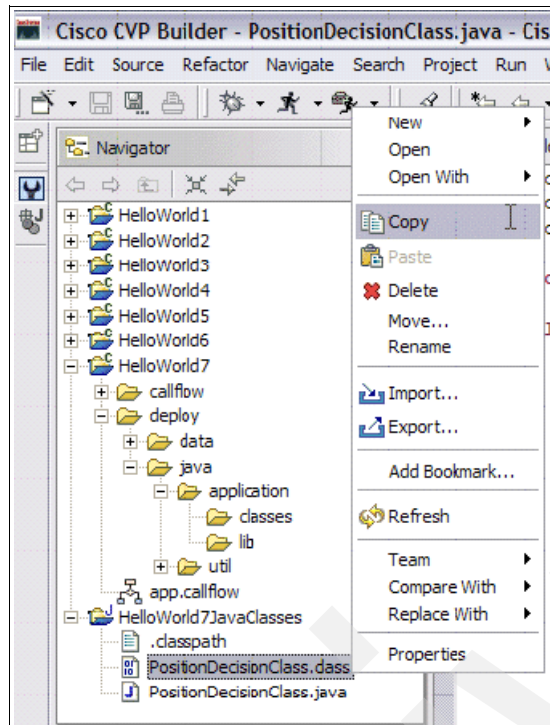 Cisco CVP Builder - PositionDecisionClass.java - Cis
File Edit Source Refactor Navigate Search Project Run
Navigator
HelloWorld1
HelloWorld2
HelloWorld3
HelloWorld4
HelloWorld5
HelloWorld6
HelloWorld7
callflow
deploy
data
java
application
classes
lib
util
app.callflow
HelloWorld7JavaClasses
.classpath
PositionDecisionClass.class
PositionDecisionClass.java
New
Open
Open With
Copy
Paste
Delete
Move...
Rename
Import...
Export...
Add Bookmark...
Refresh
Team
Compare With
Replace With
Properties